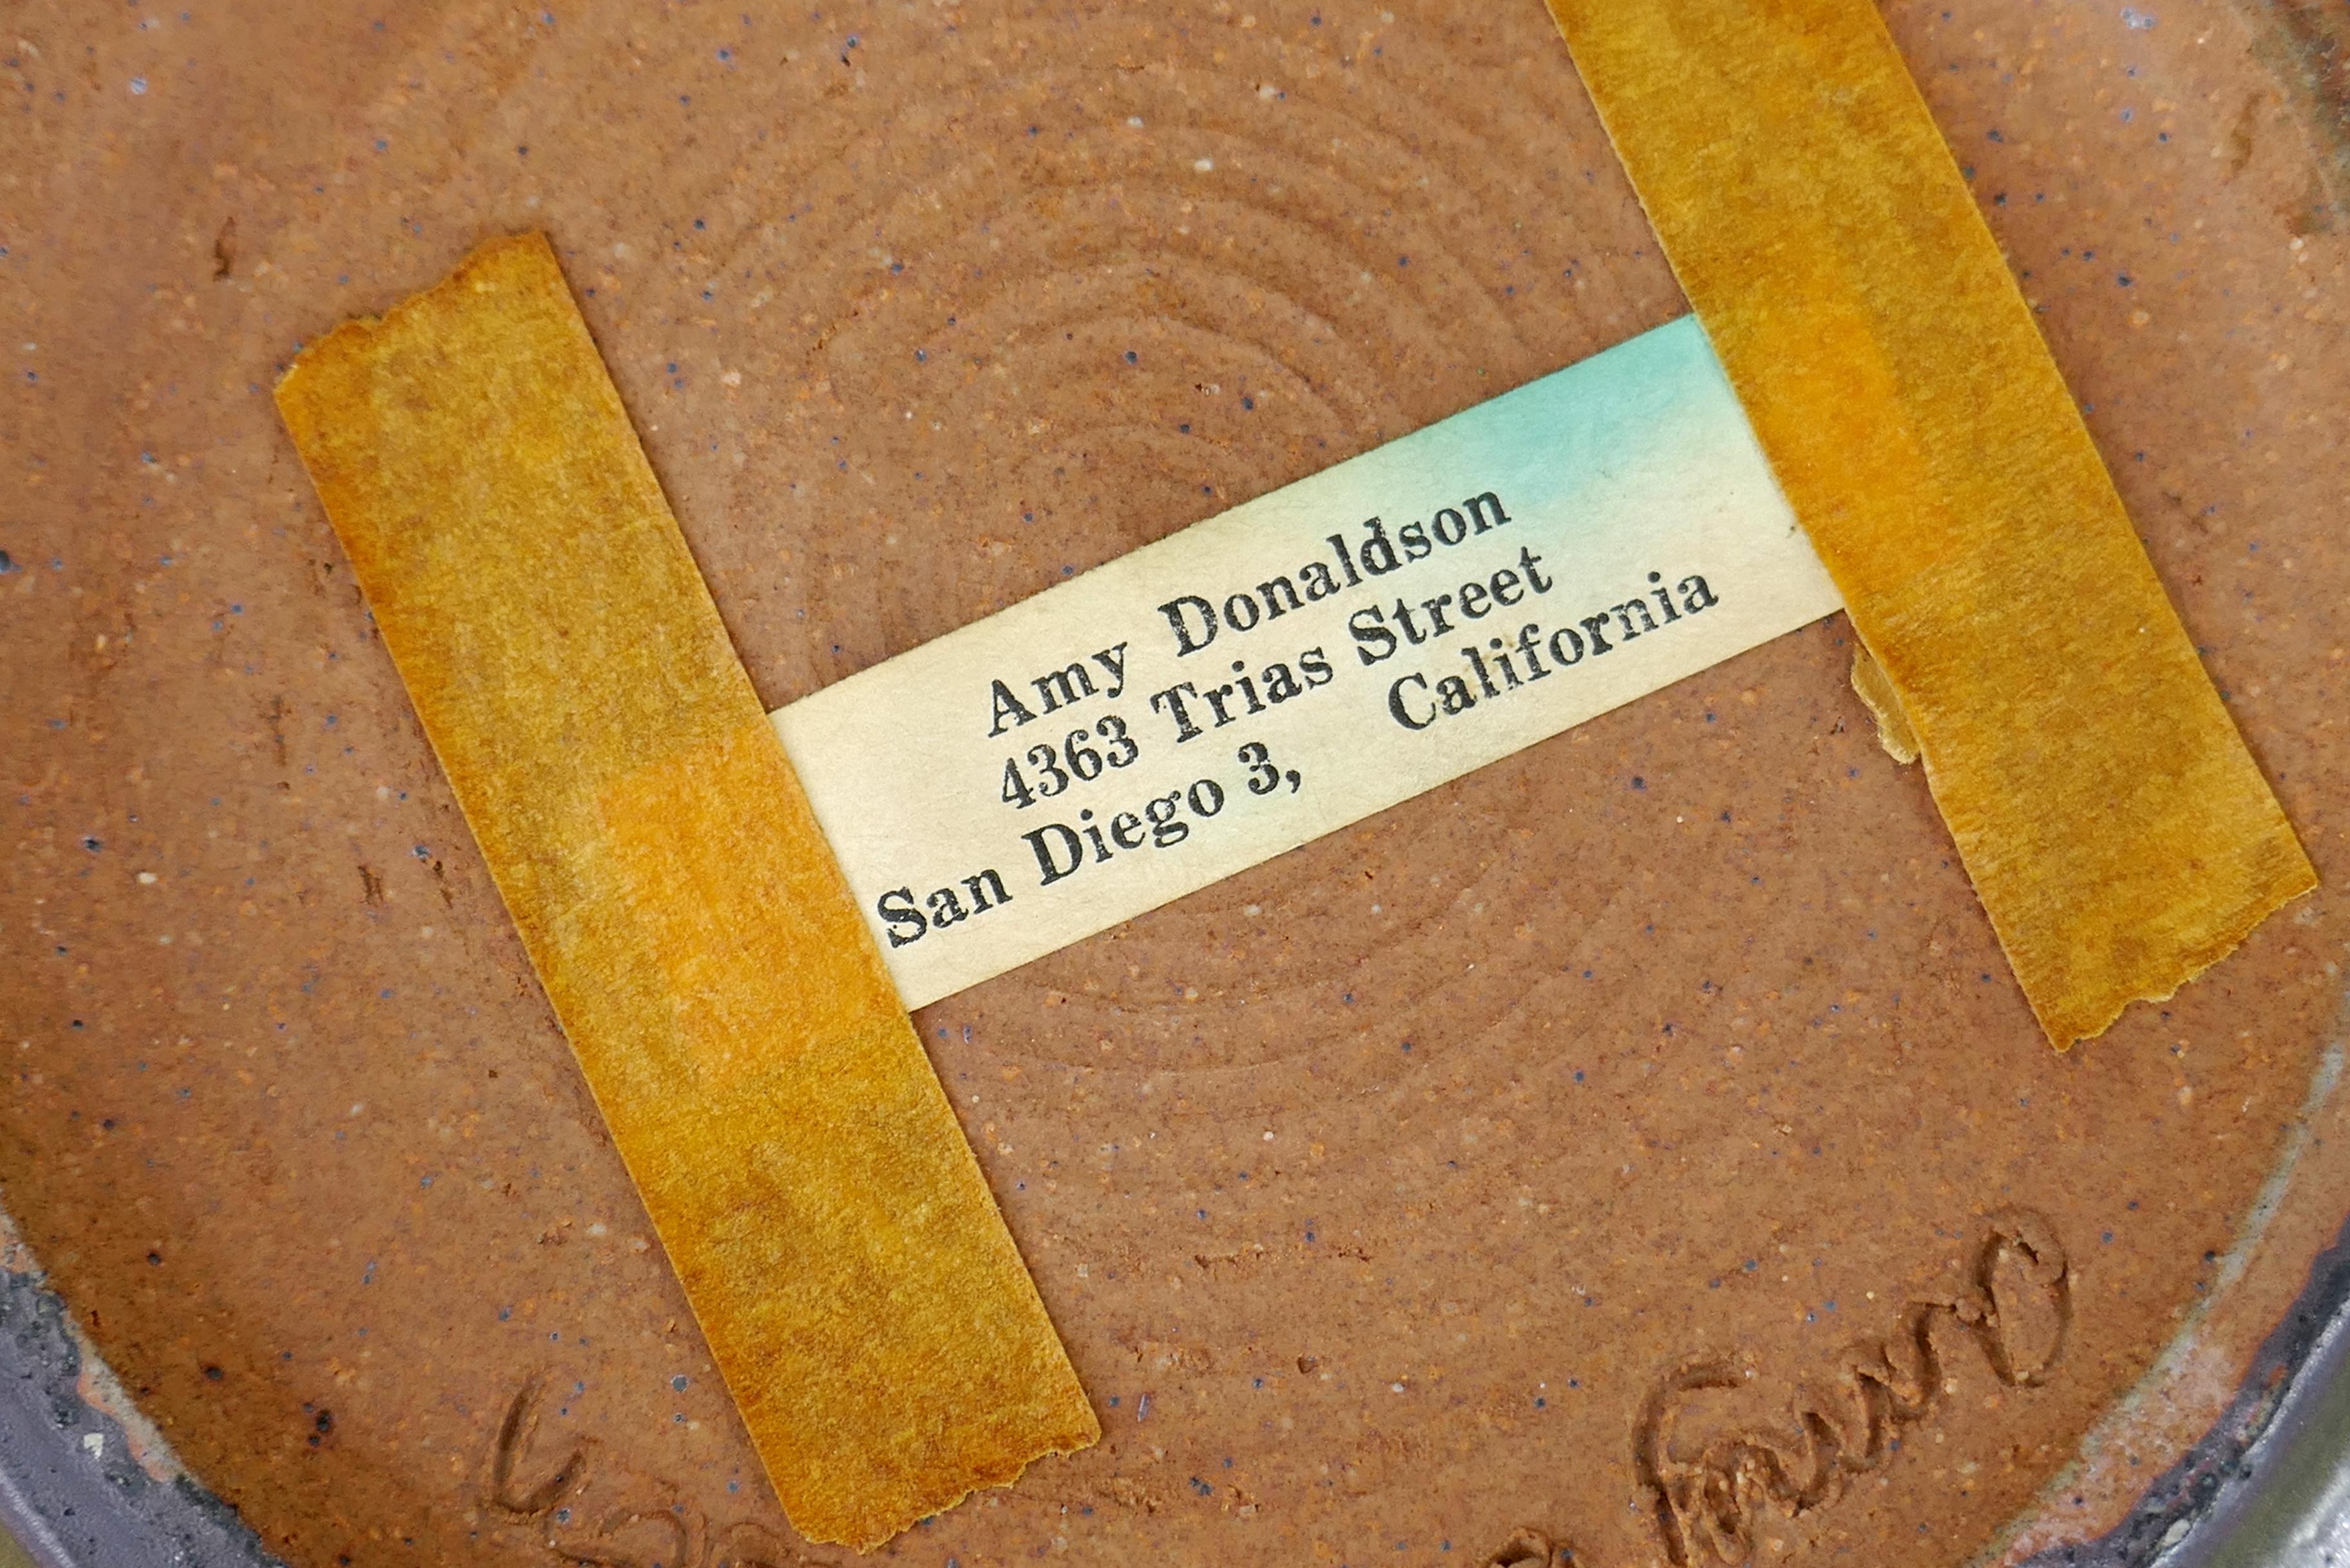 Amy Donaldson
4363 Trias Street
San Diego 3, California